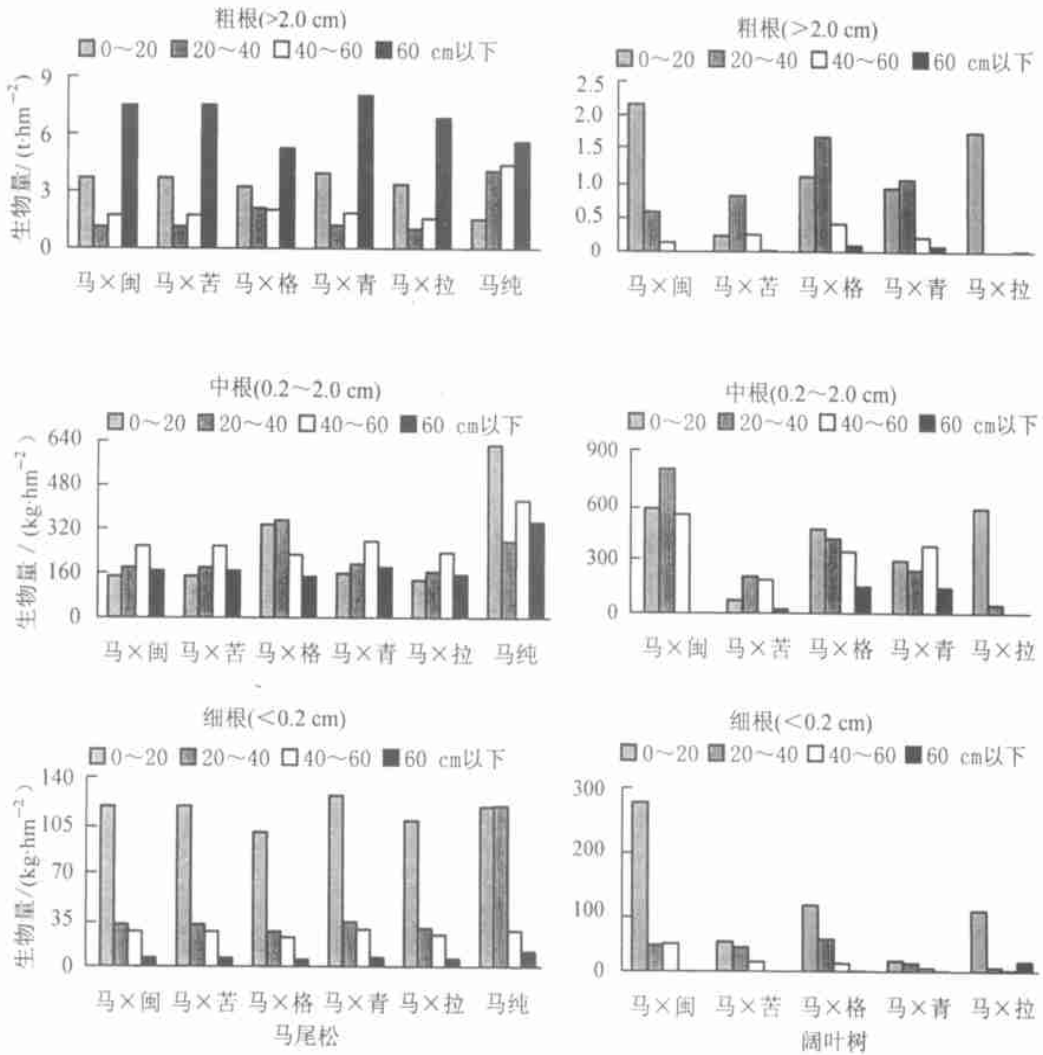 粗根(>2.0 cm)
0～20 20～40 40～60 60 cm以下
生物量/(t·hm⁻²)
9
6
3
0
马×闽 马×苦 马×格 马×青 马×拉 马纯
粗根(>2.0 cm)
0～20 20～40 40～60 60 cm以下
2.5
2.0
1.5
1.0
0.5
0
马×闽 马×苦 马×格 马×青 马×拉
中根(0.2～2.0 cm)
0～20 20～40 40～60 60 cm以下
生物量/(kg·hm⁻²)
640
480
320
160
0
马×闽 马×苦 马×格 马×青 马×拉 马纯
中根(0.2～2.0 cm)
0～20 20～40 40～60 60 cm以下
900
600
300
0
马×闽 马×苦 马×格 马×青 马×拉
细根(<0.2 cm)
0～20 20～40 40～60 60 cm以下
生物量/(kg·hm⁻²)
140
105
70
35
0
马×闽 马×苦 马×格 马×青 马×拉 马纯
马尾松
细根(<0.2 cm)
0～20 20～40 40～60 60 cm以下
300
200
100
0
马×闽 马×苦 马×格 马×青 马×拉
阔叶树